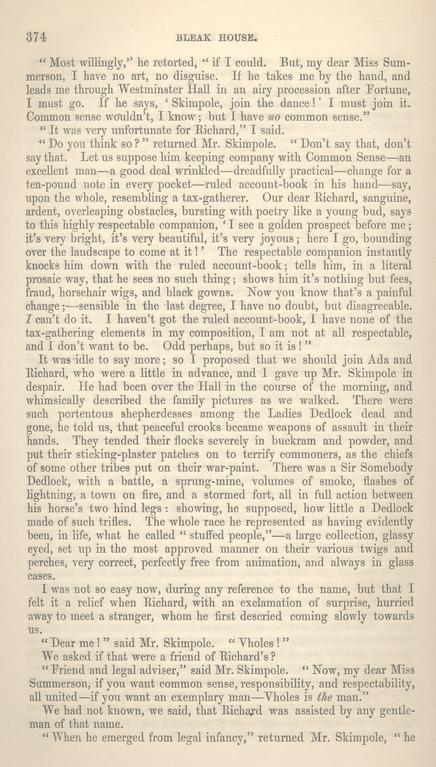 374 BLEAK HOUSE.
“Most willingly,” he retorted, “if I could. But, my dear Miss Sum-
merson, I have no art, no disguise. If he takes me by the hand, and
leads me through Westminster Hall in an airy procession after Fortune,
I must go. If he says, ‘Skimpole, join the dance!’ I must join it.
Common sense wouldn’t, I know; but I have no common sense.”
“It was very unfortunate for Richard,” I said.
“Do you think so?” returned Mr. Skimpole. “Don’t say that, don’t
say that. Let us suppose him keeping company with Common Sense—an
excellent man—a good deal wrinkled—dreadfully practical—change for a
ten-pound note in every pocket—ruled account-book in his hand—say,
upon the whole, resembling a tax-gatherer. Our dear Richard, sanguine,
ardent, overleaping obstacles, bursting with poetry like a young bud, says
to this highly respectable companion, ‘I see a golden prospect before me;
it’s very bright, it’s very beautiful, it’s very joyous; here I go, bounding
over the landscape to come at it!’ The respectable companion instantly
knocks him down with the ruled account-book; tells him, in a literal
prosaic way, that he sees no such thing; shows him it’s nothing but fees,
fraud, horsehair wigs, and black gowns. Now you know that’s a painful
change;—sensible in the last degree, I have no doubt, but disagreeable.
I can’t do it. I haven’t got the ruled account-book, I have none of the
tax-gathering elements in my composition, I am not at all respectable,
and I don’t want to be. Odd perhaps, but so it is!”
It was idle to say more; so I proposed that we should join Ada and
Richard, who were a little in advance, and I gave up Mr. Skimpole in
despair. He had been over the Hall in the course of the morning, and
whimsically described the family pictures as we walked. There were
such portentous shepherdesses among the Ladies Dedlock dead and
gone, he told us, that peaceful crooks became weapons of assault in their
hands. They tended their flocks severely in buckram and powder, and
put their sticking-plaster patches on to terrify commoners, as the chiefs
of some other tribes put on their war-paint. There was a Sir Somebody
Dedlock, with a battle, a sprung-mine, volumes of smoke, flashes of
lightning, a town on fire, and a stormed fort, all in full action between
his horse’s two hind legs: showing, he supposed, how little a Dedlock
made of such trifles. The whole race he represented as having evidently
been, in life, what he called “stuffed people,”—a large collection, glassy
eyed, set up in the most approved manner on their various twigs and
perches, very correct, perfectly free from animation, and always in glass
cases.
I was not so easy now, during any reference to the name, but that I
felt it a relief when Richard, with an exclamation of surprise, hurried
away to meet a stranger, whom he first descried coming slowly towards
us.
“Dear me!” said Mr. Skimpole. “Vholes!”
We asked if that were a friend of Richard’s?
“Friend and legal adviser,” said Mr. Skimpole. “Now, my dear Miss
Summerson, if you want common sense, responsibility, and respectability,
all united—if you want an exemplary man—Vholes is the man.”
We had not known, we said, that Richard was assisted by any gentle-
man of that name.
“When he emerged from legal infancy,” returned Mr. Skimpole, “he